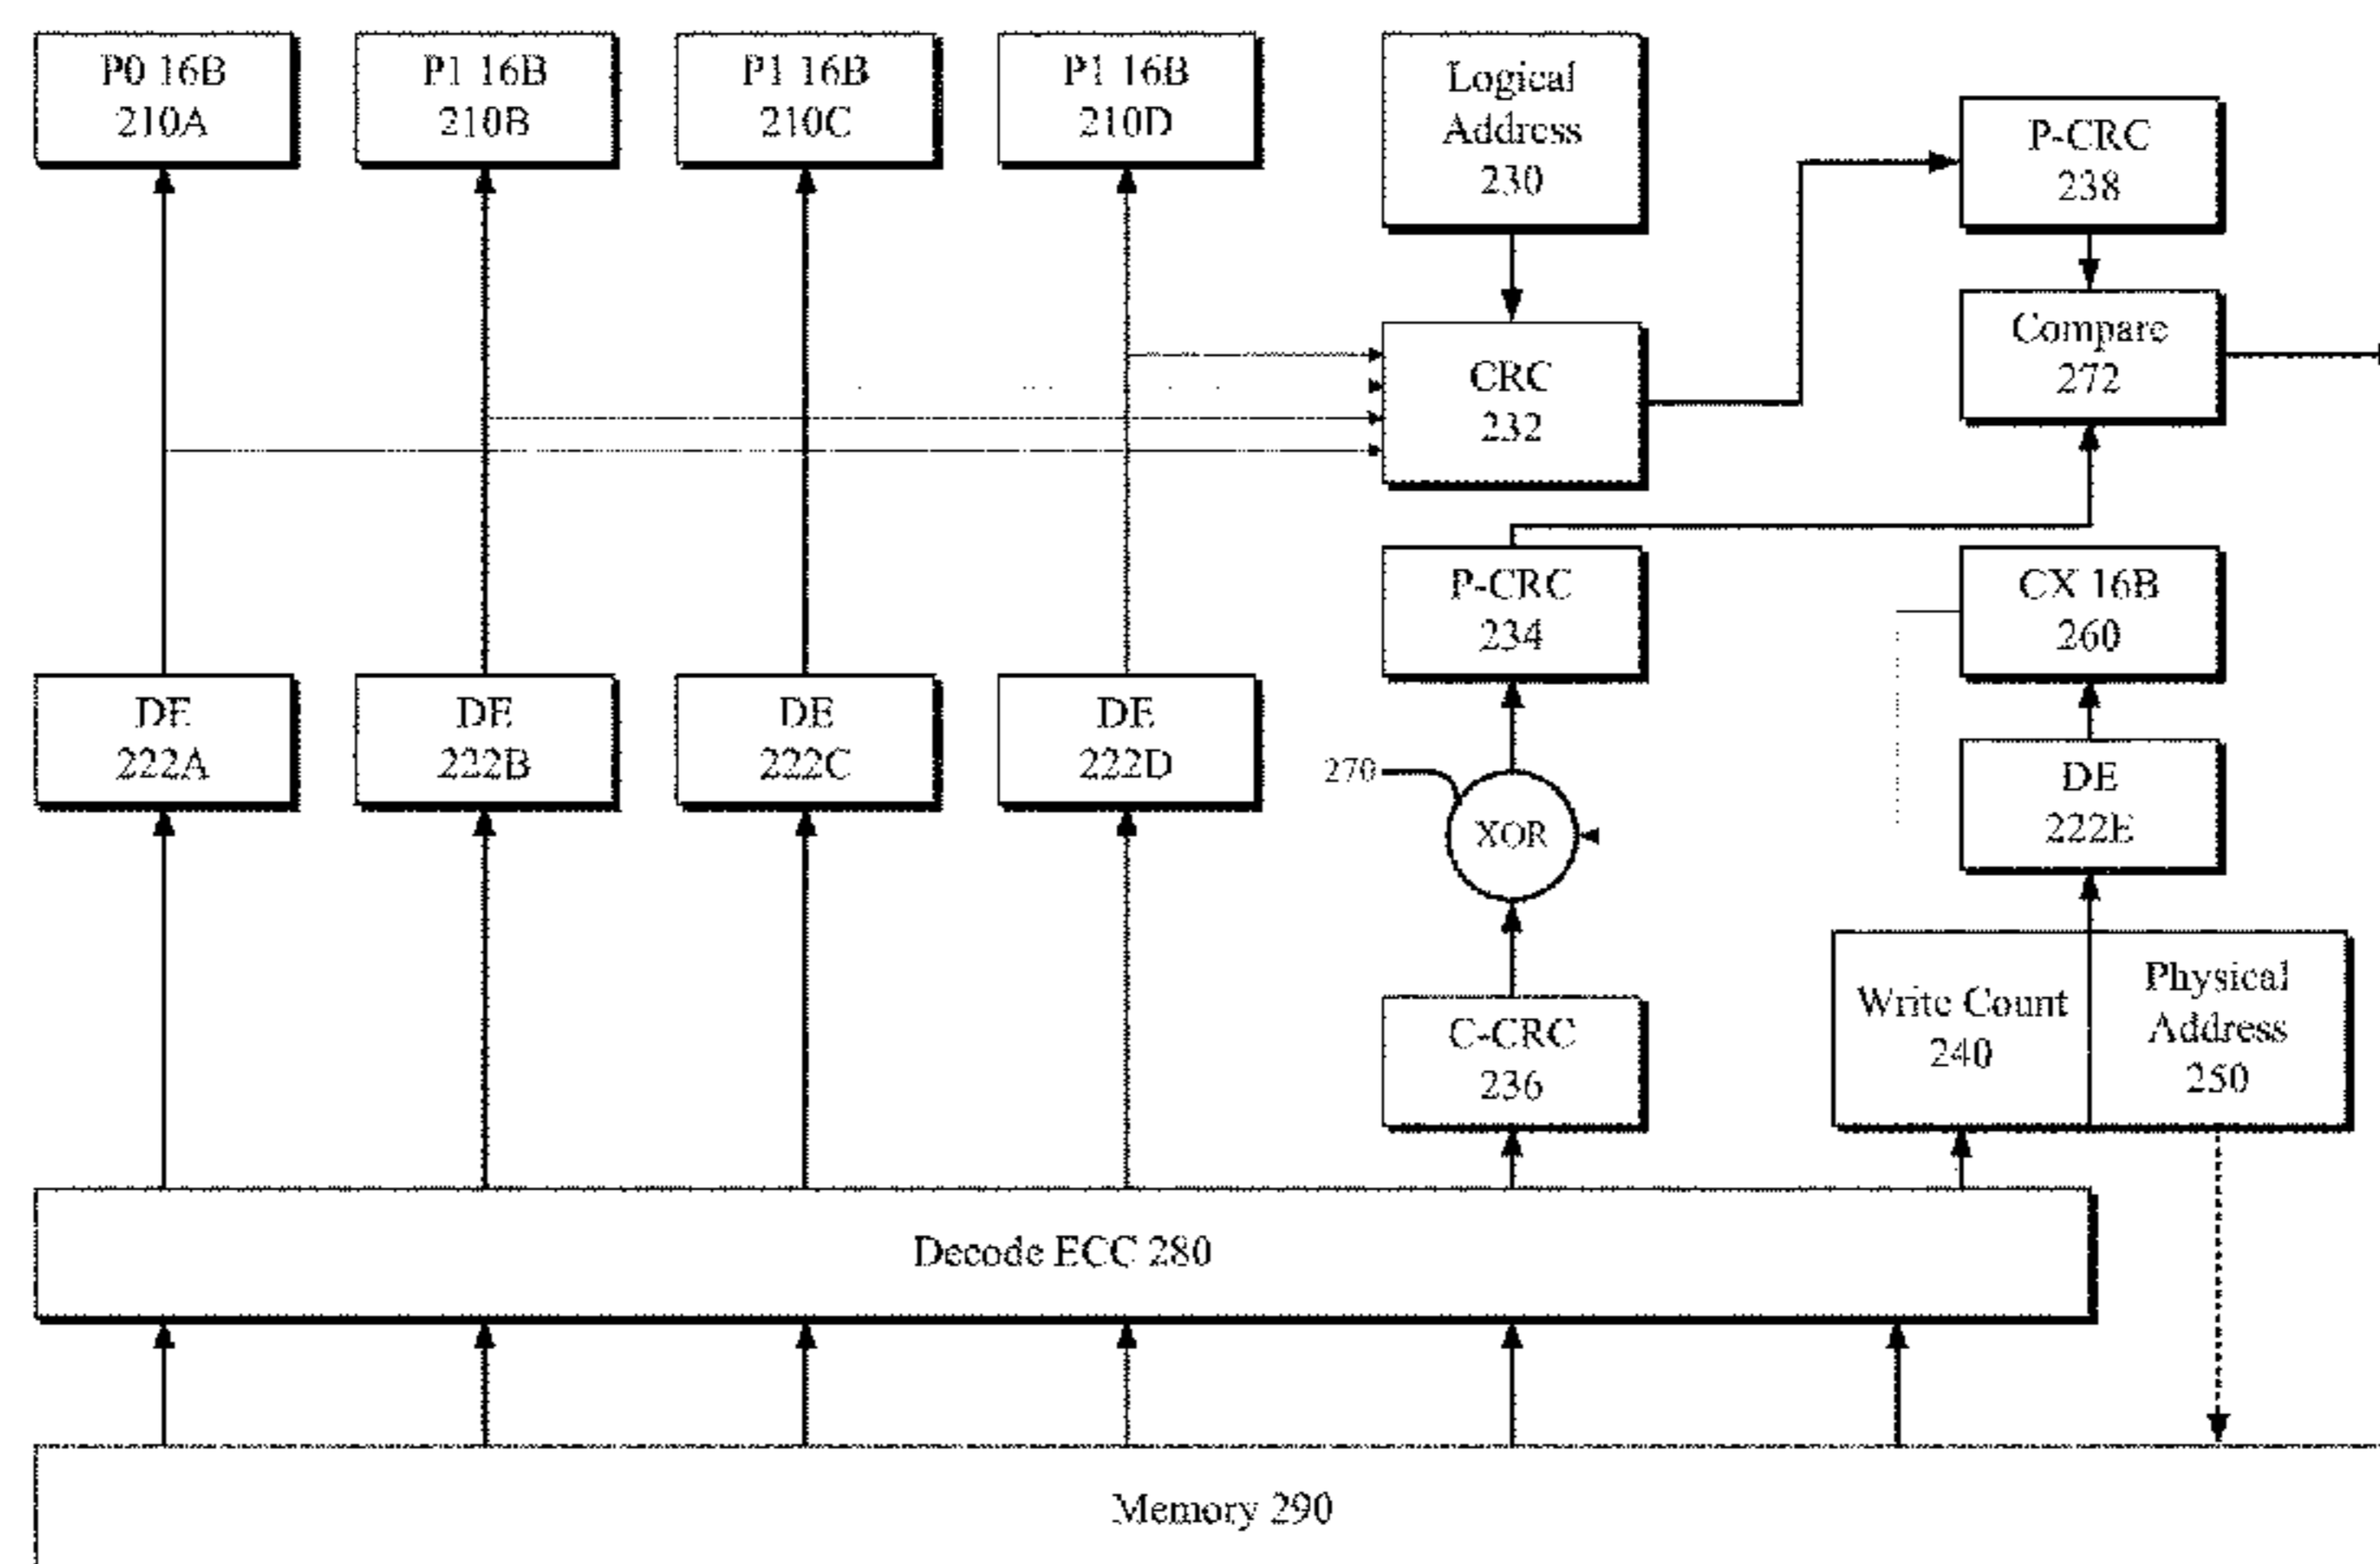 P0 16B
210A
P1 16B
210B
P1 16B
210C
P1 16B
210D
Logical
Address
230
P-CRC
238
Compare
272
CRC
232
P-CRC
234
CX 16B
260
DE
222A
DE
222B
DE
222C
DE
222D
270
XOR
DE
222E
C-CRC
236
Write Count
240
Physical
Address
250
Decode ECC 280
Memory 290